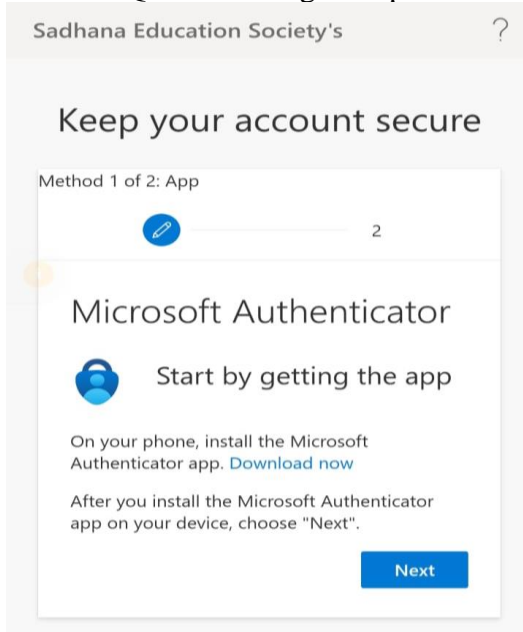 Sadhana Education Society's ?
Keep your account secure
Method 1 of 2: App
2
Microsoft Authenticator
Start by getting the app
On your phone, install the Microsoft
Authenticator app. Download now
After you install the Microsoft Authenticator
app on your device, choose "Next".
Next